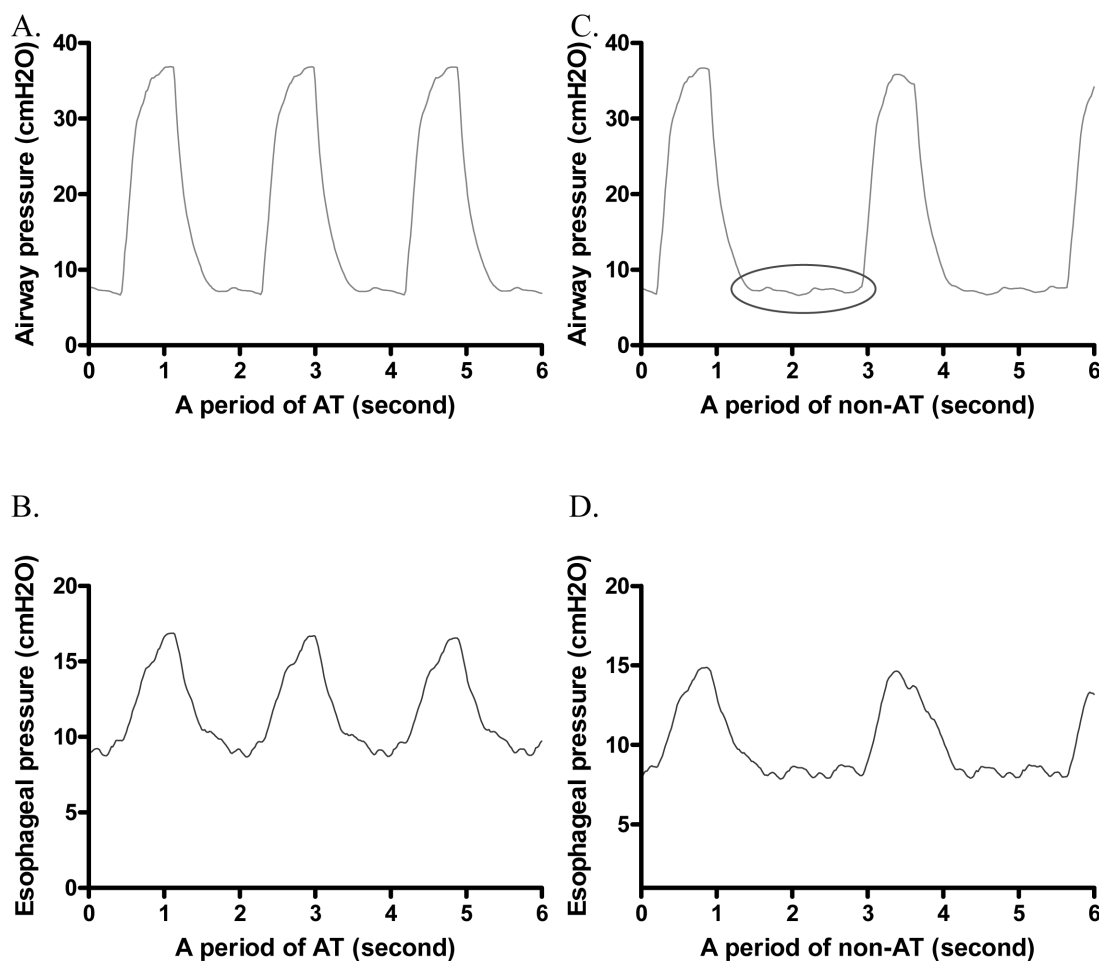 A.
Airway pressure (cmH2O)
40
30
20
10
0
0 1 2 3 4 5 6
A period of AT (second)
C.
Airway pressure (cmH2O)
40
30
20
10
0
0 1 2 3 4 5 6
A period of non-AT (second)
B.
Esophageal pressure (cmH2O)
20
15
10
5
0
0 1 2 3 4 5 6
A period of AT (second)
D.
Esophageal pressure (cmH2O)
20
15
10
5
0 1 2 3 4 5 6
A period of non-AT (second)